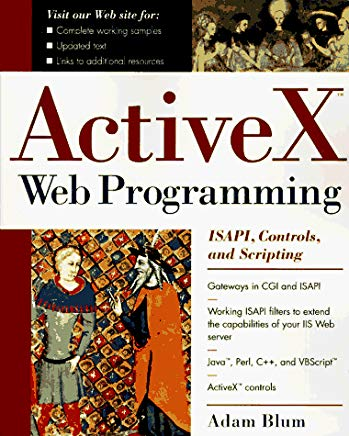 Visit our Web site for:
Complete working samples
Updated text
Links to additional resources
ActiveX™
Web Programming
ISAPI, Controls,
and Scripting
Gateways in CGI and ISAPI
Working ISAPI filters to extend
the capabilities of your IIS Web
server
Java™, Perl, C++, and VBScript™
ActiveX™ controls
Adam Blum